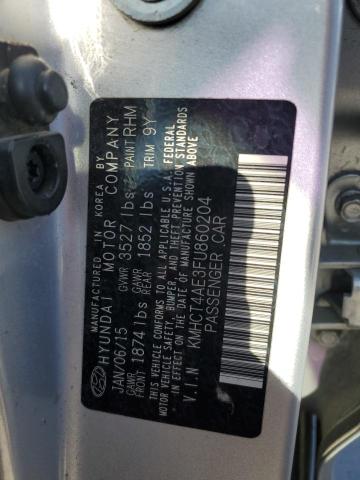 BY HYUNDAI MOTOR COMPANY IN KOREA
JAN/06/15 GVWR 3527 lbs PAINT RHM
GAWR FRONT 1874 lbs GAWR REAR 1852 lbs TRIM 9Y
THIS VEHICLE CONFORMS TO ALL APPLICABLE U.S.A. FEDERAL
MOTOR VEHICLE SAFETY, BUMPER, AND THEFT PREVENTION STANDARDS
IN EFFECT ON THE DATE OF MANUFACTURE SHOWN ABOVE
V.I.N KMHCT4AE3FU860204
PASSENGER CAR